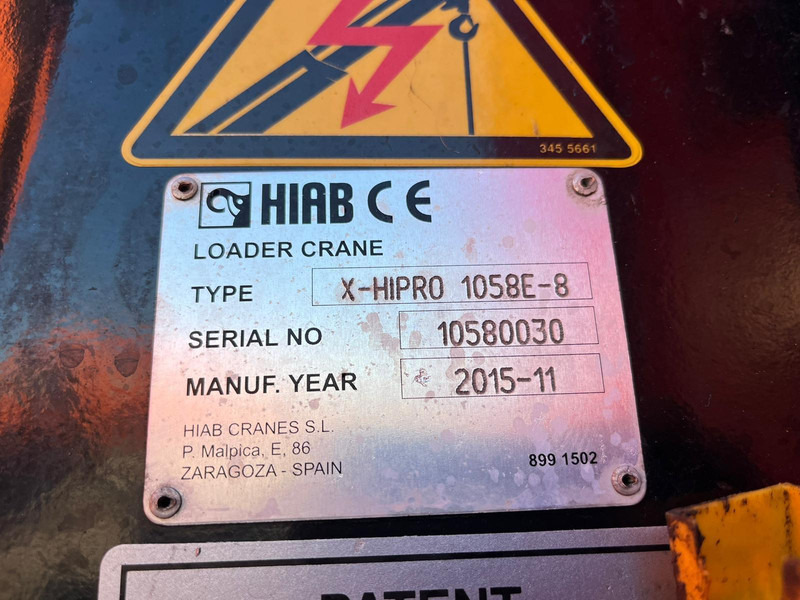 345 5661
HIAB CE
LOADER CRANE
TYPE X-HIPRO 1058E-8
SERIAL NO 10580030
MANUF. YEAR 2015-11
HIAB CRANES S.L.
P. Malpica, E, 86
ZARAGOZA - SPAIN
899 1502
PATENT